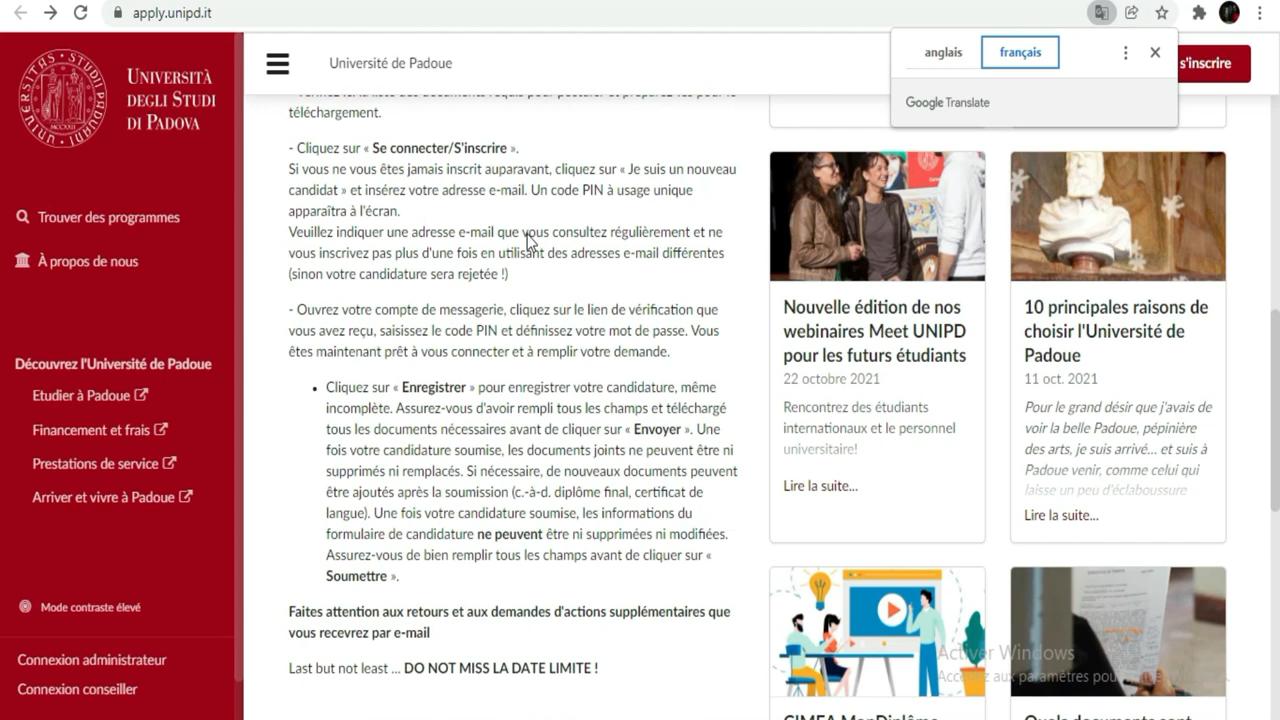 apply.unipd.it
anglais
français
Google Translate
s'inscrire
UNIVERSITÀ
DEGLI STUDI
DI PADOVA
Université de Padoue
Trouver des programmes
À propos de nous
Découvrez l'Université de Padoue
Etudier à Padoue
Financement et frais
Prestations de service
Arriver et vivre à Padoue
Mode contraste élevé
Connexion administrateur
Connexion conseiller
téléchargement.
- Cliquez sur « Se connecter/S'inscrire ».
Si vous ne vous êtes jamais inscrit auparavant, cliquez sur « Je suis un nouveau
candidat » et insérez votre adresse e-mail. Un code PIN à usage unique
apparaîtra à l'écran.
Veuillez indiquer une adresse e-mail que vous consultez régulièrement et ne
vous inscrivez pas plus d'une fois en utilisant des adresses e-mail différentes
(sinon votre candidature sera rejetée !)
- Ouvrez votre compte de messagerie, cliquez sur le lien de vérification que
vous avez reçu, saisissez le code PIN et définissez votre mot de passe. Vous
êtes maintenant prêt à vous connecter et à remplir votre demande.
• Cliquez sur « Enregistrer » pour enregistrer votre candidature, même
incomplète. Assurez-vous d'avoir rempli tous les champs et téléchargé
tous les documents nécessaires avant de cliquer sur « Envoyer ». Une
fois votre candidature soumise, les documents joints ne peuvent être ni
supprimés ni remplacés. Si nécessaire, de nouveaux documents peuvent
être ajoutés après la soumission (c.-à-d. diplôme final, certificat de
langue). Une fois votre candidature soumise, les informations du
formulaire de candidature ne peuvent être ni supprimées ni modifiées.
Assurez-vous de bien remplir tous les champs avant de cliquer sur «
Soumettre ».
Faites attention aux retours et aux demandes d'actions supplémentaires que
vous recevrez par e-mail
Last but not least ... DO NOT MISS LA DATE LIMITE !
Nouvelle édition de nos
webinaires Meet UNIPD
pour les futurs étudiants
22 octobre 2021
Rencontrez des étudiants
internationaux et le personnel
universitaire!
Lire la suite...
10 principales raisons de
choisir l'Université de
Padoue
11 oct. 2021
Pour le grand désir que j'avais de
voir la belle Padoue, pépinière
des arts, je suis arrivé... et suis à
Padoue venir, comme celui qui
laisse un peu d'éclaboussure
Lire la suite...
Activer Windows
Accédez aux paramètres pour